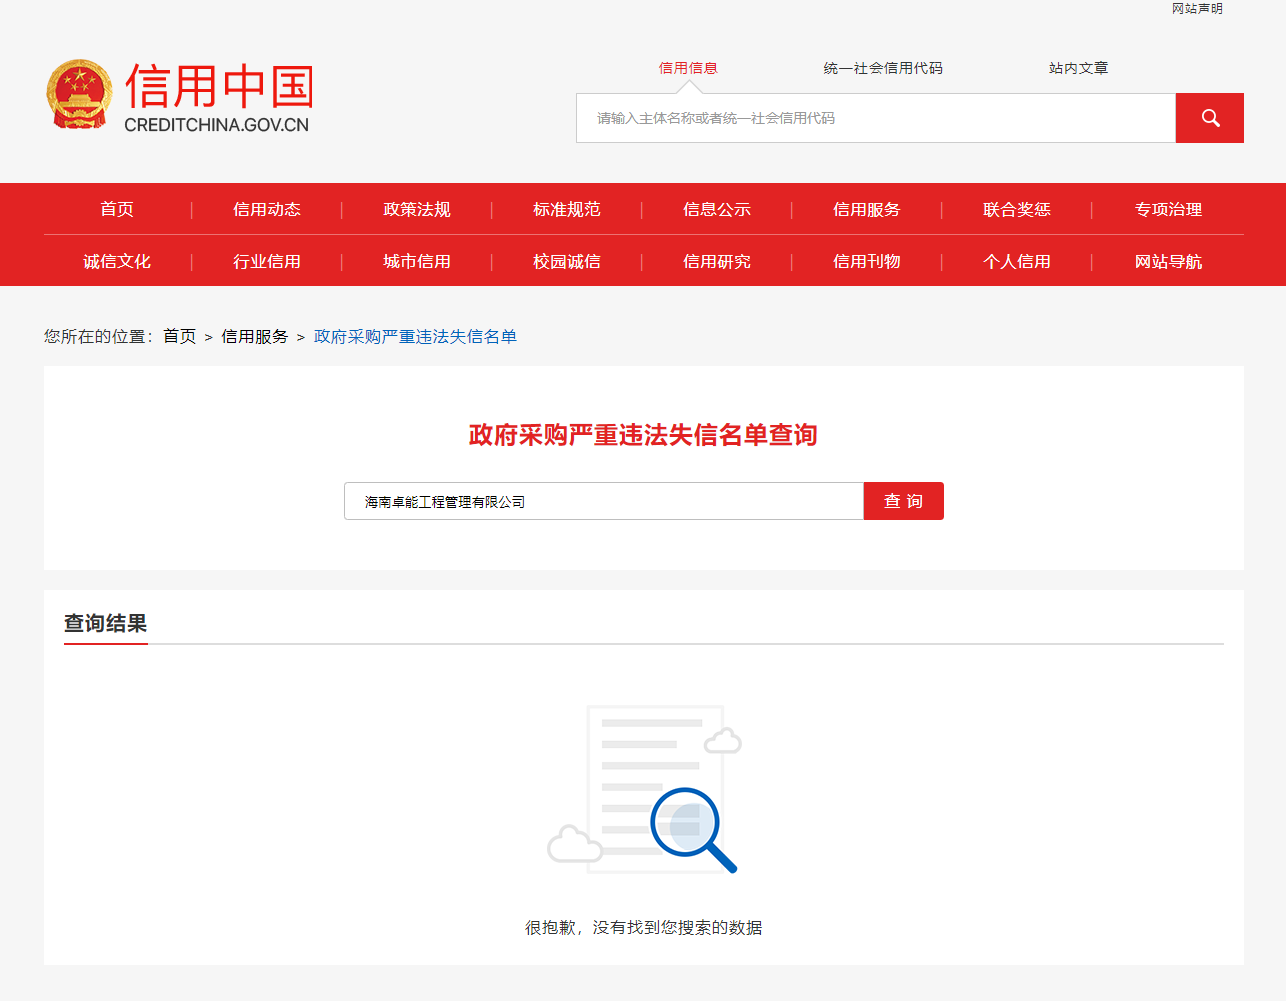 网站声明
信用中国
CREDITCHINA.GOV.CN
信用信息 统一社会信用代码 站内文章
请输入主体名称或者统一社会信用代码
首页 | 信用动态 | 政策法规 | 标准规范 | 信息公示 | 信用服务 | 联合奖惩 | 专项治理
诚信文化 | 行业信用 | 城市信用 | 校园诚信 | 信用研究 | 信用刊物 | 个人信用 | 网站导航
您所在的位置：首页 > 信用服务 > 政府采购严重违法失信名单
政府采购严重违法失信名单查询
海南卓能工程管理有限公司 查 询
查询结果
很抱歉，没有找到您搜索的数据